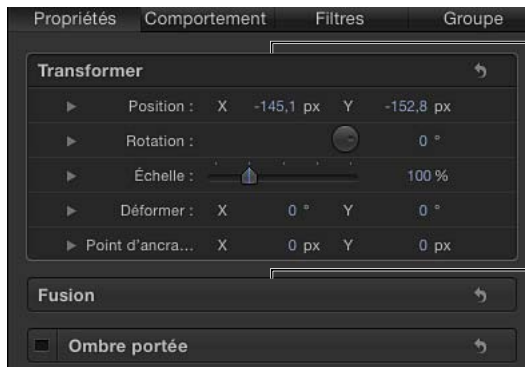 Propriétés Comportement Filtres Groupe
Transformer
Position : X -145,1 px Y -152,8 px
Rotation : 0 °
Échelle : 100 %
Déformer : X 0 ° Y 0 °
Point d'ancra... X 0 px Y 0 px
Fusion
Ombre portée